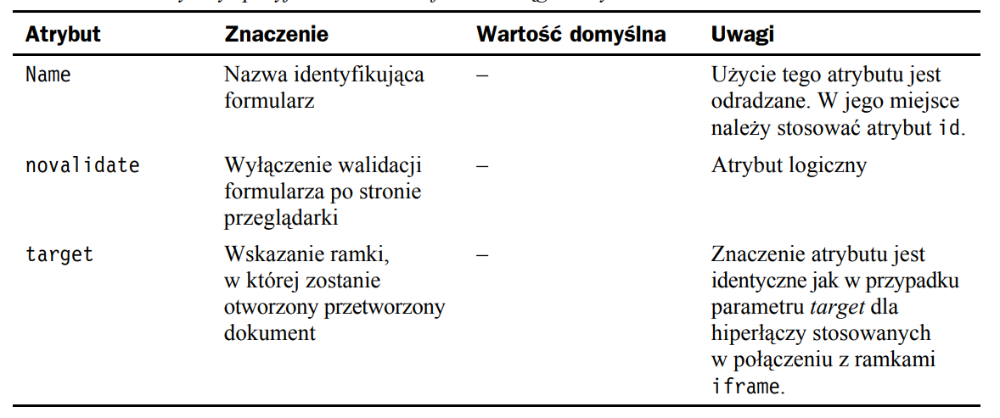 Atrybut Znaczenie Wartość domyślna Uwagi
Name Nazwa identyfikująca – Użycie tego atrybutu jest
formularz odradzane. W jego miejsce
należy stosować atrybut id.
novalidate Wyłączenie walidacji – Atrybut logiczny
formularza po stronie
przeglądarki
target Wskazanie ramki, – Znaczenie atrybutu jest
w której zostanie identyczne jak w przypadku
otworzony przetworzony parametru target dla
dokument hiperłączy stosowanych
w połączeniu z ramkami
iframe.